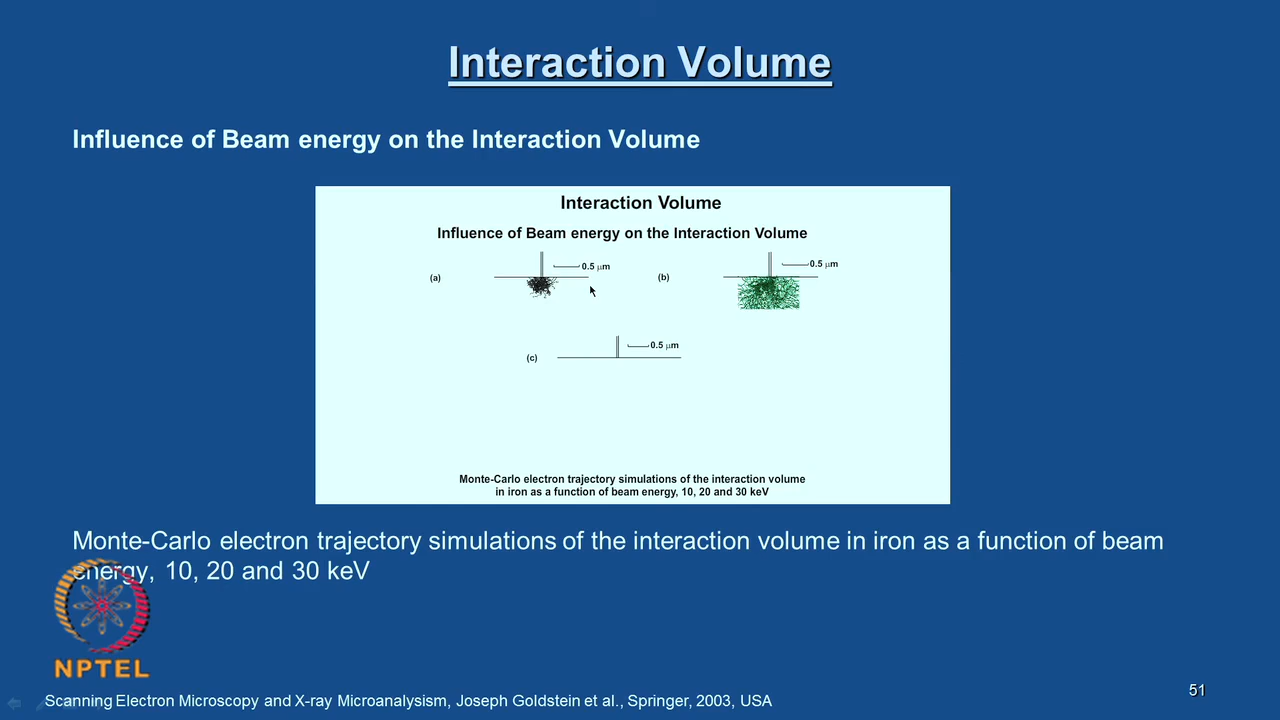 Interaction Volume
Influence of Beam energy on the Interaction Volume
Interaction Volume
Influence of Beam energy on the Interaction Volume
(a)
0.5 μm
(b)
0.5 μm
(c)
0.5 μm
Monte-Carlo electron trajectory simulations of the interaction volume
in iron as a function of beam energy, 10, 20 and 30 keV
Monte-Carlo electron trajectory simulations of the interaction volume in iron as a function of beam
energy, 10, 20 and 30 keV
NPTEL
Scanning Electron Microscopy and X-ray Microanalysism, Joseph Goldstein et al., Springer, 2003, USA
51